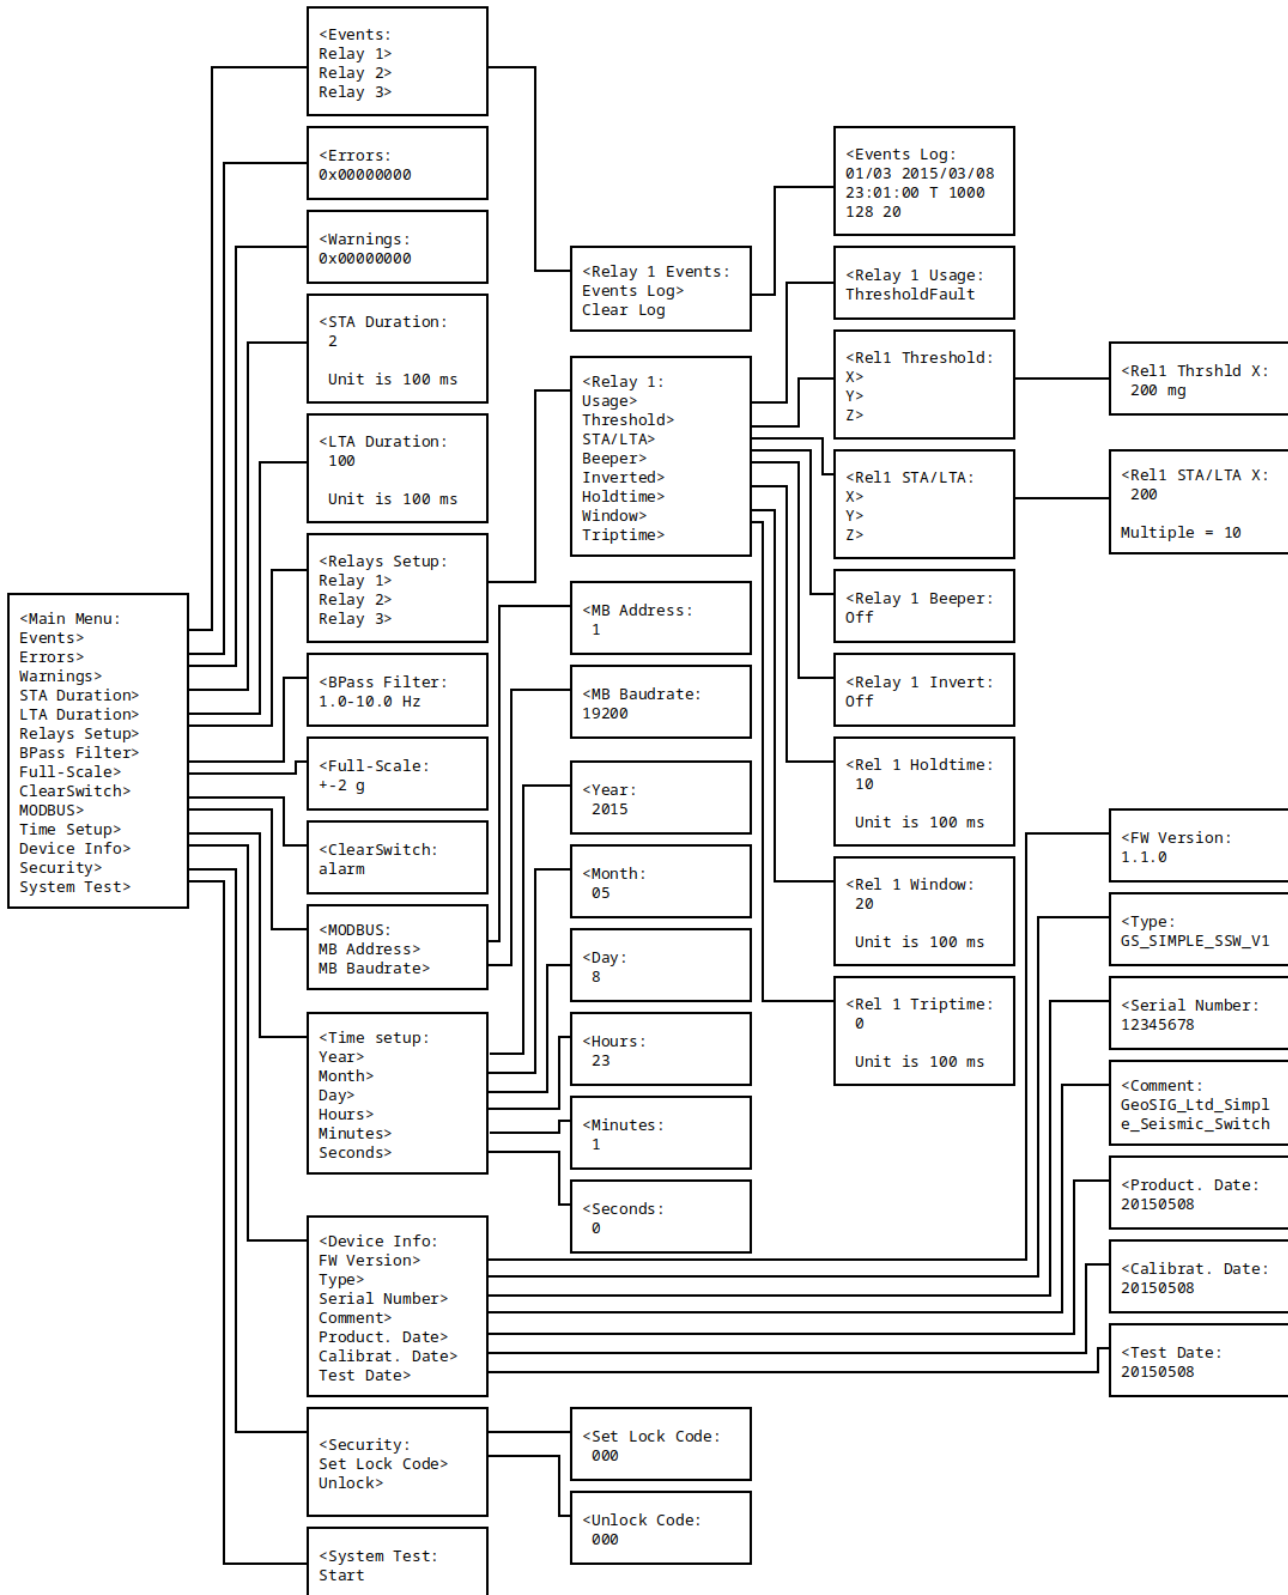 <Main Menu:
Events>
Errors>
Warnings>
STA Duration>
LTA Duration>
Relays Setup>
BPass Filter>
Full-Scale>
ClearSwitch>
MODBUS>
Time Setup>
Device Info>
Security>
System Test>
<Events:
Relay 1>
Relay 2>
Relay 3>
<Errors:
0x00000000
<Warnings:
0x00000000
<STA Duration:
2
Unit is 100 ms
<LTA Duration:
100
Unit is 100 ms
<Relays Setup:
Relay 1>
Relay 2>
Relay 3>
<BPass Filter:
1.0-10.0 Hz
<Full-Scale:
+-2 g
<ClearSwitch:
alarm
<MODBUS:
MB Address>
MB Baudrate>
<Time setup:
Year>
Month>
Day>
Hours>
Minutes>
Seconds>
<Device Info:
FW Version>
Type>
Serial Number>
Comment>
Product. Date>
Calibrat. Date>
Test Date>
<Security:
Set Lock Code>
Unlock>
<System Test:
Start
<Relay 1 Events:
Events Log>
Clear Log
<Relay 1:
Usage>
Threshold>
STA/LTA>
Beeper>
Inverted>
Holdtime>
Window>
Triptime>
<MB Address:
1
<MB Baudrate:
19200
<Year:
2015
<Month:
05
<Day:
8
<Hours:
23
<Minutes:
1
<Seconds:
0
<Set Lock Code:
000
<Unlock Code:
000
<Events Log:
01/03 2015/03/08
23:01:00 T 1000
128 20
<Relay 1 Usage:
ThresholdFault
<Rel1 Threshold:
X>
Y>
Z>
<Rel1 STA/LTA:
X>
Y>
Z>
<Relay 1 Beeper:
Off
<Relay 1 Invert:
Off
<Rel 1 Holdtime:
10
Unit is 100 ms
<Rel 1 Window:
20
Unit is 100 ms
<Rel 1 Triptime:
0
Unit is 100 ms
<Rel1 Thrshld X:
200 mg
<Rel1 STA/LTA X:
200
Multiple = 10
<FW Version:
1.1.0
<Type:
GS_SIMPLE_SSW_V1
<Serial Number:
12345678
<Comment:
GeoSIG_Ltd_Simpl
e_Seismic_Switch
<Product. Date:
20150508
<Calibrat. Date:
20150508
<Test Date:
20150508